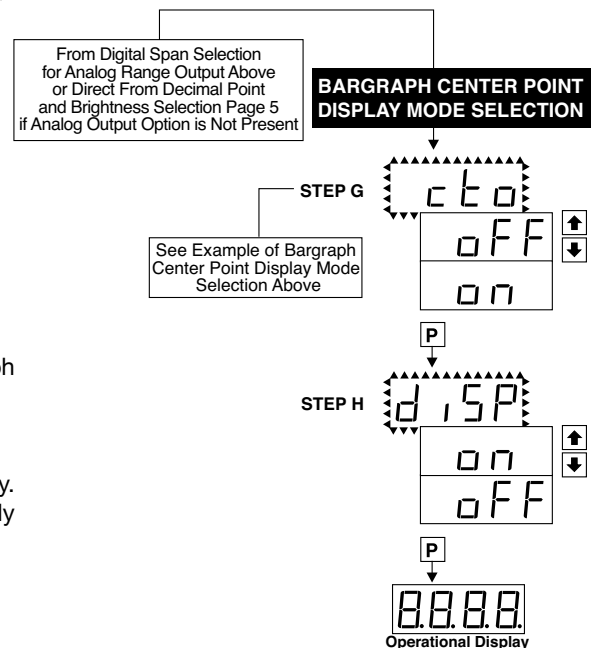 From Digital Span Selection
for Analog Range Output Above
or Direct From Decimal Point
and Brightness Selection Page 5
if Analog Output Option is Not Present
BARGRAPH CENTER POINT
DISPLAY MODE SELECTION
STEP G
cto
oFF
on
See Example of Bargraph
Center Point Display Mode
Selection Above
P
ph
STEP H
diSP
on
oFF
y.
ly
P
8.8.8.8.
Operational Display